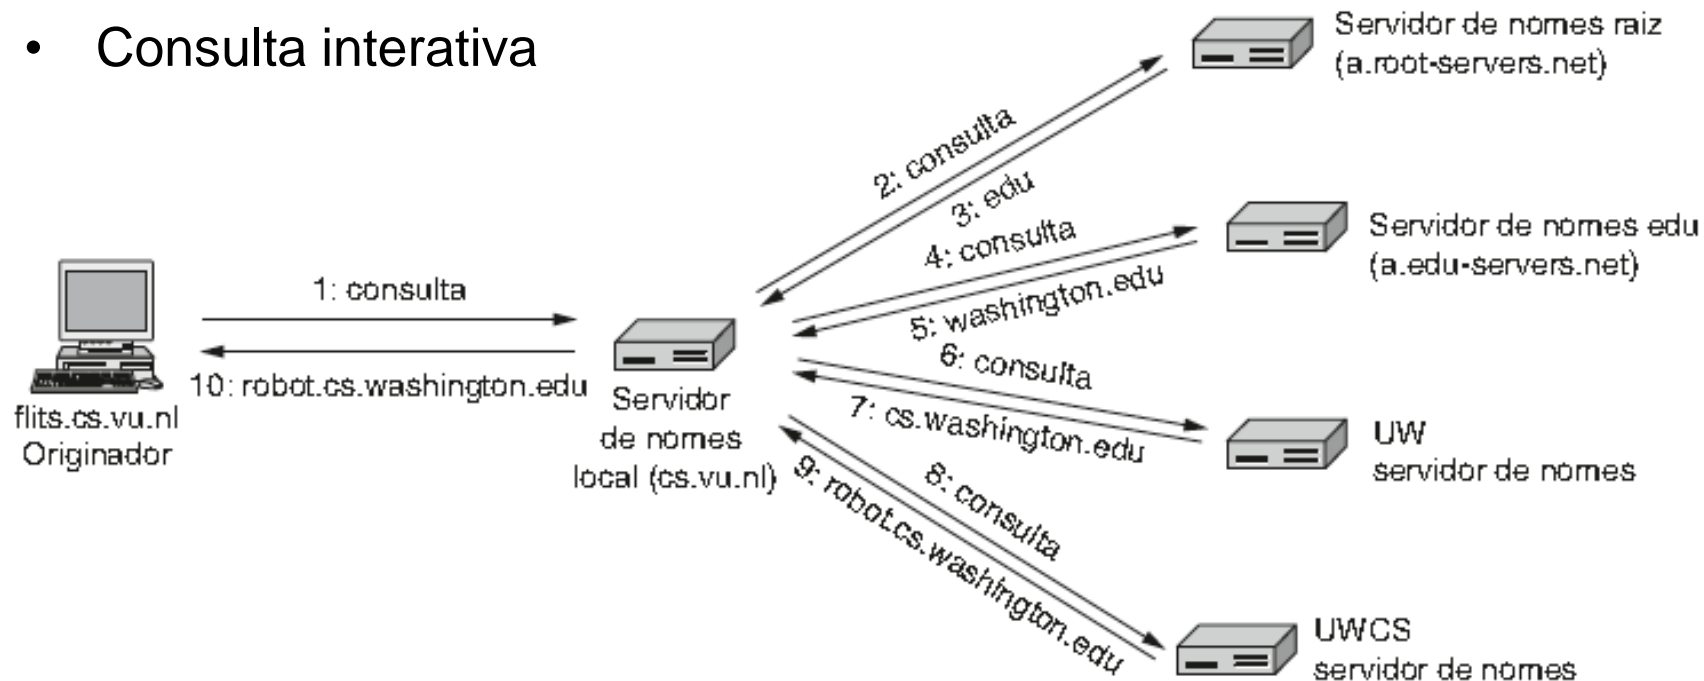 • Consulta interativa
Servidor de nomes raiz
(a.root-servers.net)
2: consulta
3: edu
4: consulta
5: washington.edu
Servidor de nomes edu
(a.edu-servers.net)
1: consulta
10: robot.cs.washington.edu
flits.cs.vu.nl
Originador
Servidor
de nomes
local (cs.vu.nl)
6: consulta
7: cs.washington.edu
UW
servidor de nomes
8: consulta
9: robot.cs.washington.edu
UWCS
servidor de nomes